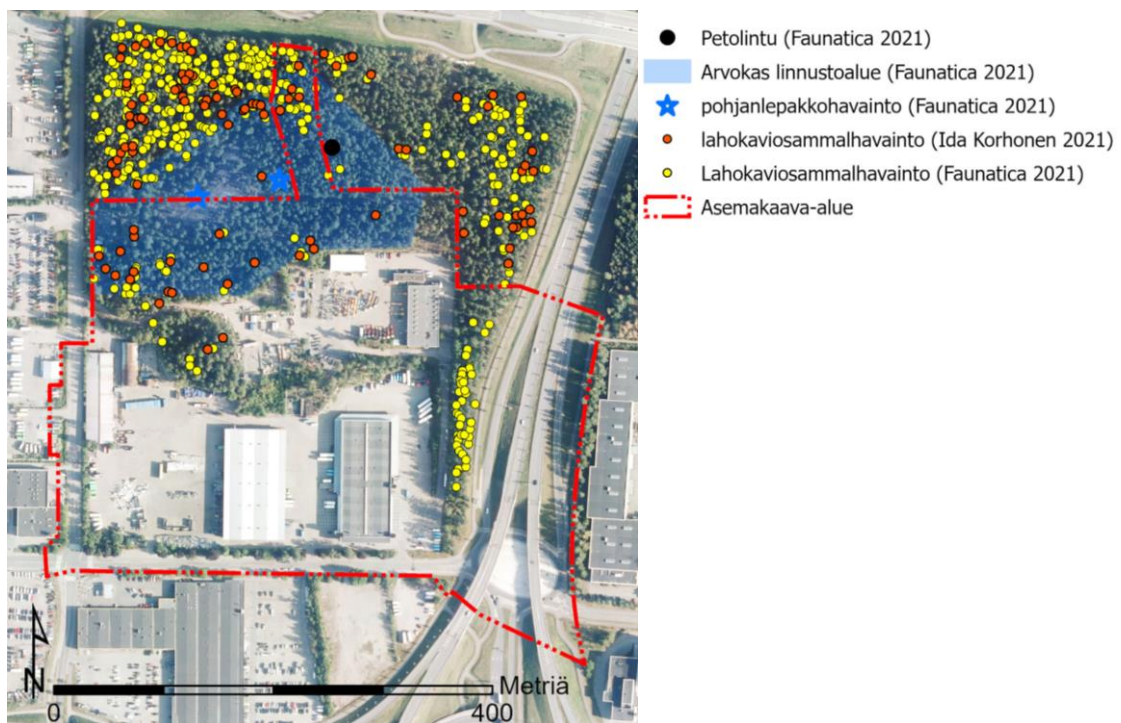 Petolintu (Faunatica 2021)
Arvokas linnustoalue (Faunatica 2021)
pohjanlepakkohavainto (Faunatica 2021)
lahokaviosammalhavainto (Ida Korhonen 2021)
Lahokaviosammalhavainto (Faunatica 2021)
Asemakaava-alue
N
Metriä
0
400